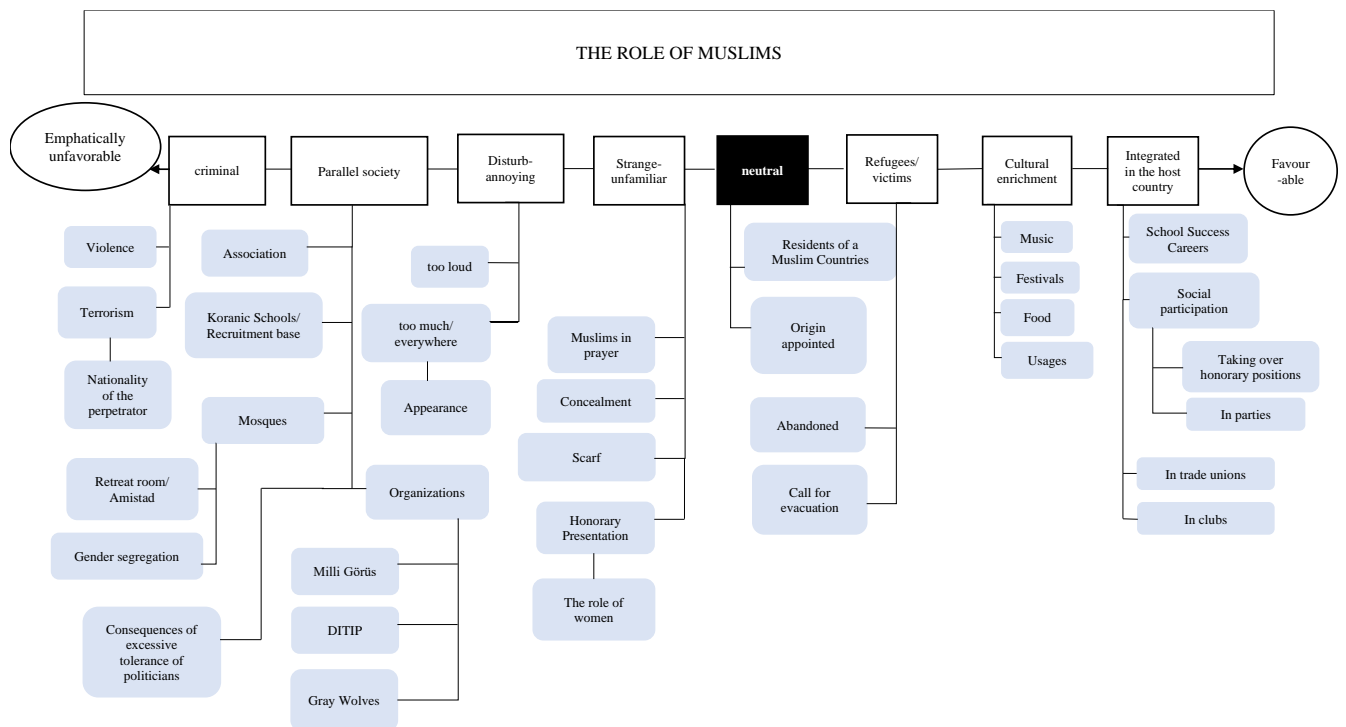 THE ROLE OF MUSLIMS
Emphatically
unfavorable
criminal
Parallel society
Disturb-
annoying
Strange-
unfamiliar
neutral
Refugees/
victims
Cultural
enrichment
Integrated
in the host
country
Favour
-able
Violence
Terrorism
Nationality
of the
perpetrator
Association
Koranic Schools/
Recruitment base
Mosques
Retreat room/
Amistad
Gender segregation
Consequences of
excessive
tolerance of
politicians
Organizations
Milli Görüs
DITIP
Gray Wolves
too loud
too much/
everywhere
Appearance
Muslims in
prayer
Concealment
Scarf
Honorary
Presentation
The role of
women
Residents of a
Muslim Countries
Origin
appointed
Abandoned
Call for
evacuation
Music
Festivals
Food
Usages
School Success
Careers
Social
participation
Taking over
honorary positions
In parties
In trade unions
In clubs